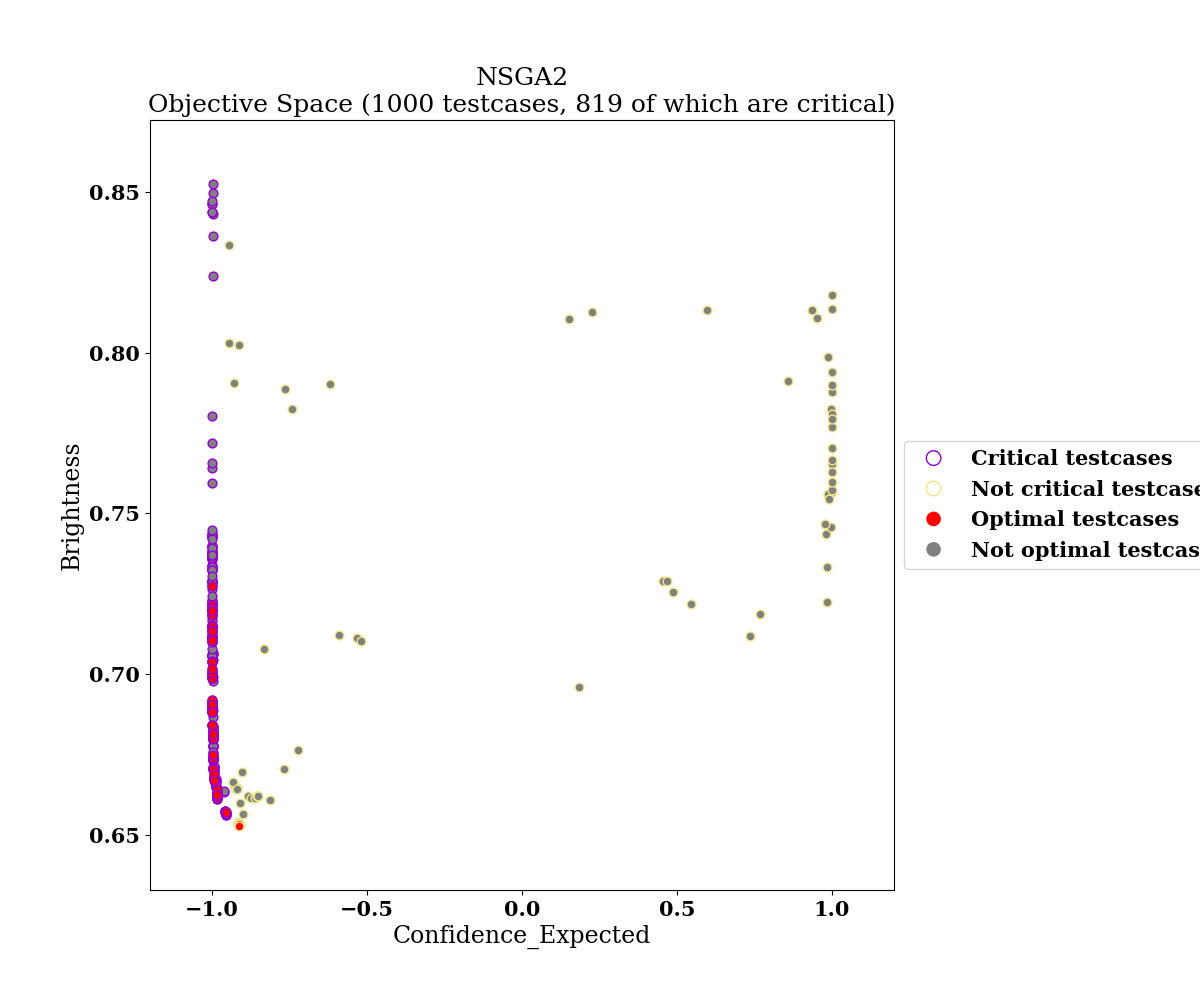 NSGA2
Objective Space (1000 testcases, 819 of which are critical)
0.85
0.80
0.75
0.70
0.65
Brightness
−1.0
−0.5
0.0
0.5
1.0
Confidence_Expected
Critical testcases
Not critical testcase
Optimal testcases
Not optimal testcas